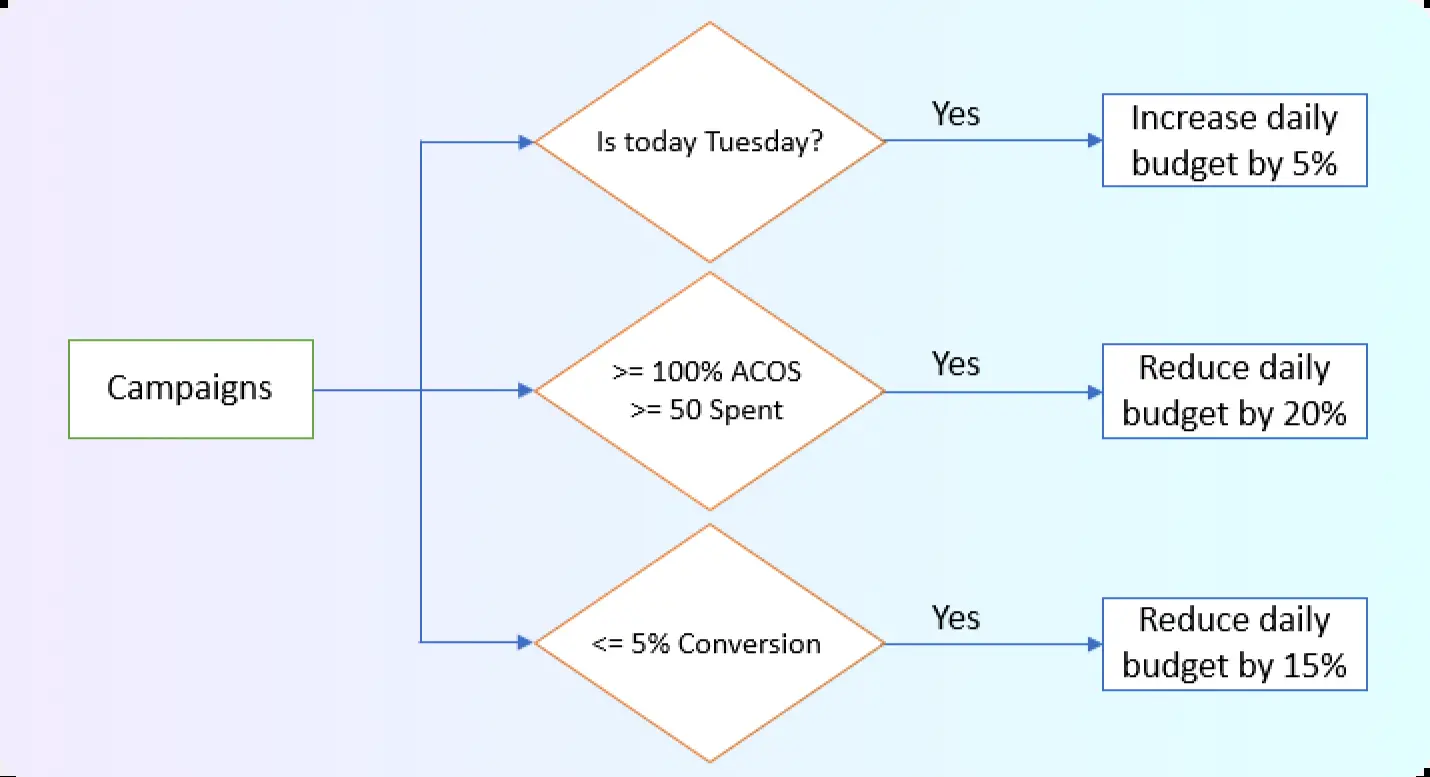 Is today Tuesday?
Yes
Increase daily
budget by 5%
Campaigns
>= 100% ACOS
>= 50 Spent
Yes
Reduce daily
budget by 20%
<= 5% Conversion
Yes
Reduce daily
budget by 15%